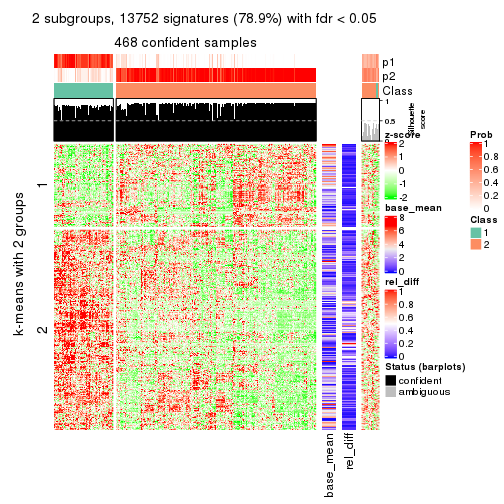 2 subgroups, 13752 signatures (78.9%) with fdr < 0.05
468 confident samples
p1
p2
Class
1
0.5
0
Silhouette
score
k-means with 2 groups
1
2
base_mean
rel_diff
z-score
2
1
0
-1
-2
base_mean
8
6
4
2
0
rel_diff
1
0.8
0.6
0.4
0.2
0
Status (barplots)
confident
ambiguous
Prob
1
0.8
0.6
0.4
0.2
0
Class
1
2